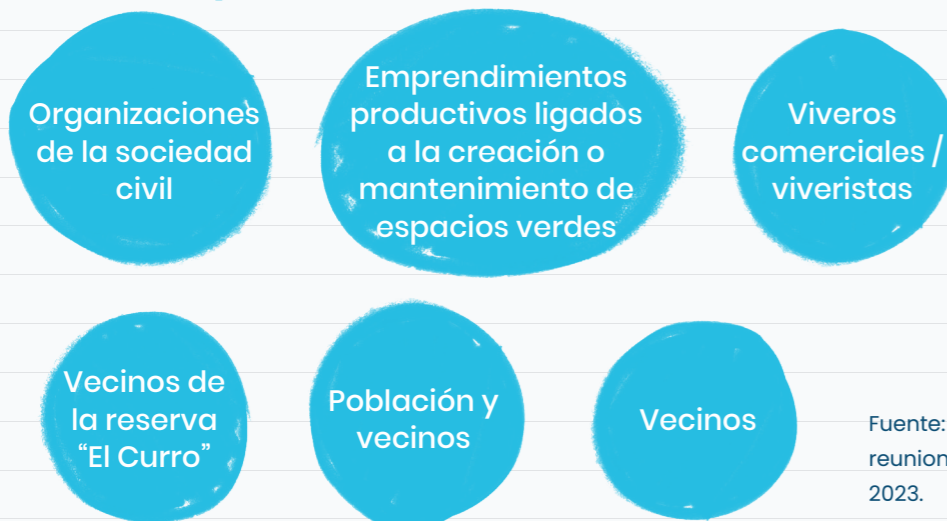 Organizaciones
de la sociedad
civil
Emprendimientos
productivos ligados
a la creación o
mantenimiento de
espacios verdes
Viveros
comerciales /
viveristas
Vecinos de
la reserva
“El Curro”
Población y
vecinos
Vecinos
Fuente:
reunion
2023.